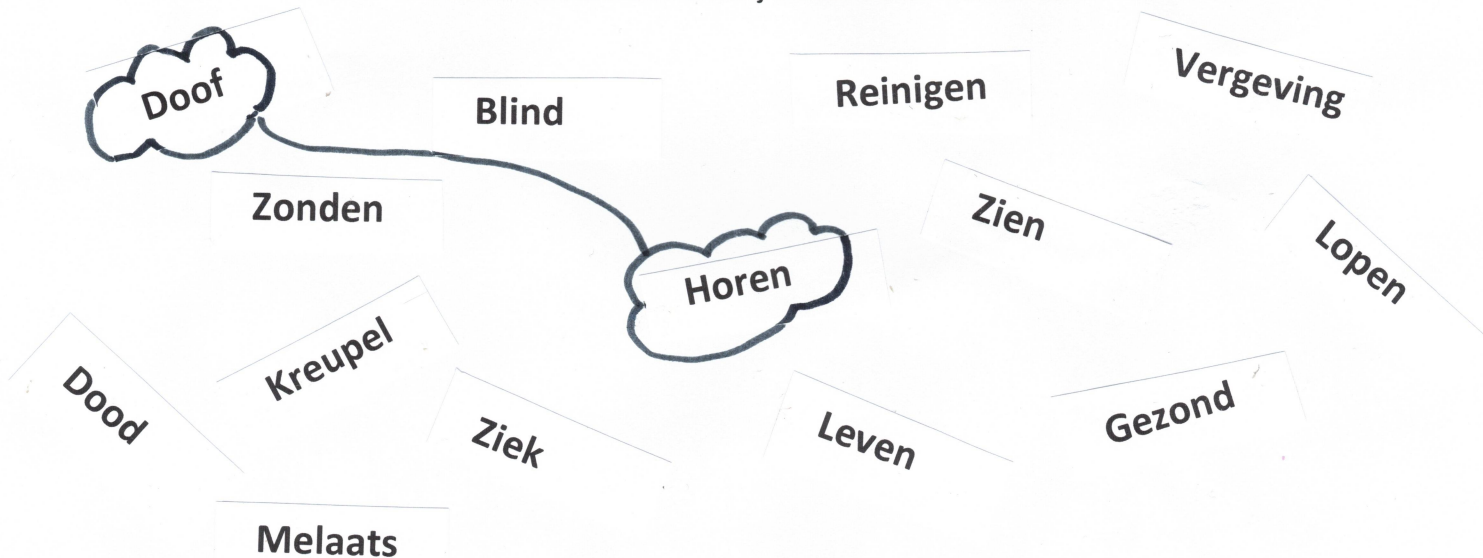 Doof
Blind
Reinigen
Vergeving
Zonden
Zien
Lopen
Horen
Kreupel
Dood
Ziek
Leven
Gezond
Melaats